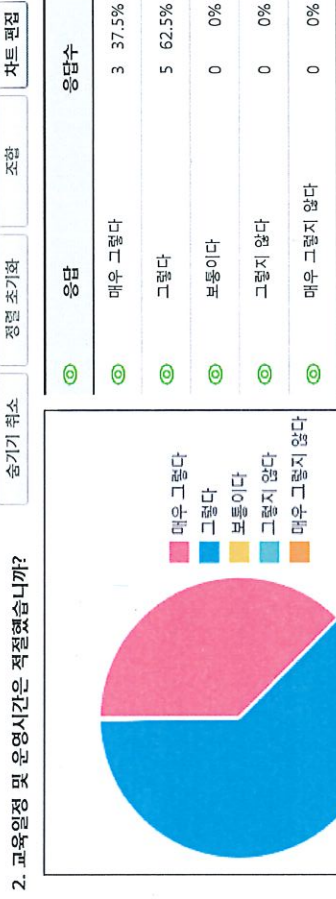 2. 교육일정 및 운영시간은 적절했습니까?
숨기기 취소 정렬 초기화 조합 차트 편집
매우 그렇다
그렇다
보통이다
그렇지 않다
매우 그렇지 않다
응답 응답수
매우 그렇다 3 37.5%
그렇다 5 62.5%
보통이다 0 0%
그렇지 않다 0 0%
매우 그렇지 않다 0 0%